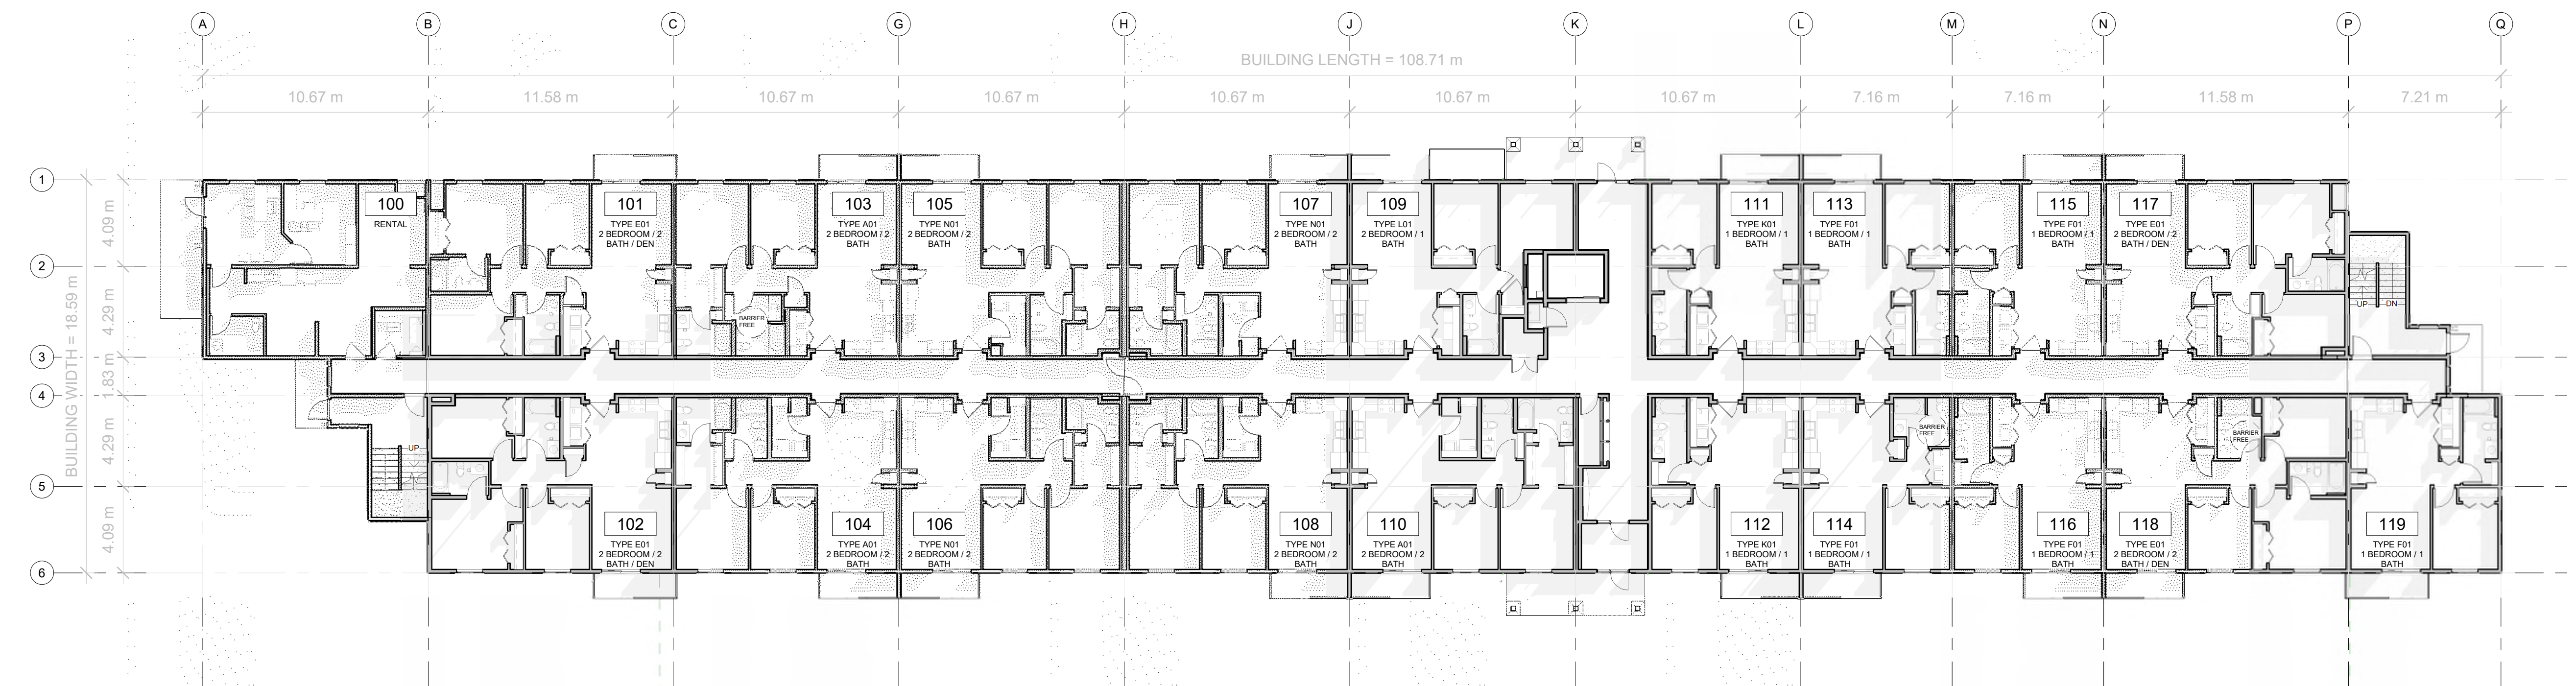 A B C G H J K L M N P Q
BUILDING LENGTH = 108.71 m
10.67 m 11.58 m 10.67 m 10.67 m 10.67 m 10.67 m 10.67 m 7.16 m 7.16 m 11.58 m 7.21 m
1
2
3
4
5
6
BUILDING WIDTH = 18.59 m
4.09 m
4.29 m
1.83 m
4.29 m
4.09 m
100
RENTAL
101
TYPE E01
2 BEDROOM / 2
BATH / DEN
103
TYPE A01
2 BEDROOM / 2
BATH
BARRIER
FREE
105
TYPE N01
2 BEDROOM / 2
BATH
107
TYPE N01
2 BEDROOM / 2
BATH
109
TYPE L01
2 BEDROOM / 1
BATH
111
TYPE K01
1 BEDROOM / 1
BATH
113
TYPE F01
1 BEDROOM / 1
BATH
115
TYPE F01
1 BEDROOM / 1
BATH
117
TYPE E01
2 BEDROOM / 2
BATH / DEN
UP DN
UP
102
TYPE E01
2 BEDROOM / 2
BATH / DEN
104
TYPE A01
2 BEDROOM / 2
BATH
106
TYPE N01
2 BEDROOM / 2
BATH
108
TYPE N01
2 BEDROOM / 2
BATH
110
TYPE A01
2 BEDROOM / 2
BATH
112
TYPE K01
1 BEDROOM / 1
BATH
BARRIER
FREE
114
TYPE F01
1 BEDROOM / 1
BATH
116
TYPE F01
1 BEDROOM / 1
BATH
BARRIER
FREE
118
TYPE E01
2 BEDROOM / 2
BATH / DEN
119
TYPE F01
1 BEDROOM / 1
BATH